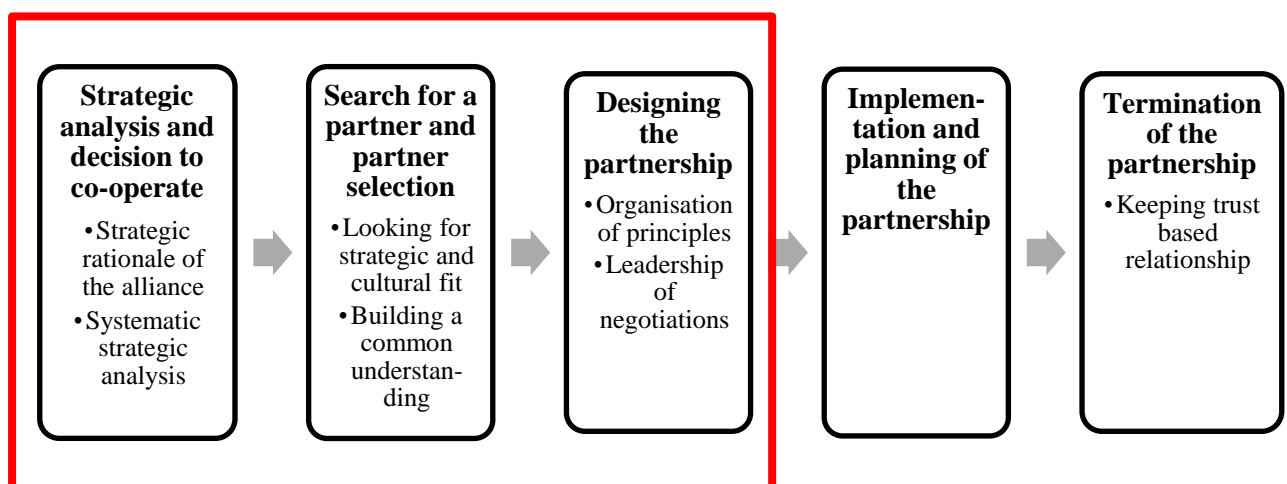 Strategic
analysis and
decision to
co-operate
•Strategic
rationale of
the alliance
•Systematic
strategic
analysis
Search for a
partner and
partner
selection
•Looking for
strategic and
cultural fit
•Building a
common
understan-
ding
Designing
the
partnership
•Organisation
of principles
•Leadership
of
negotiations
Implemen-
tation and
planning of
the
partnership
Termination
of the
partnership
•Keeping trust
based
relationship